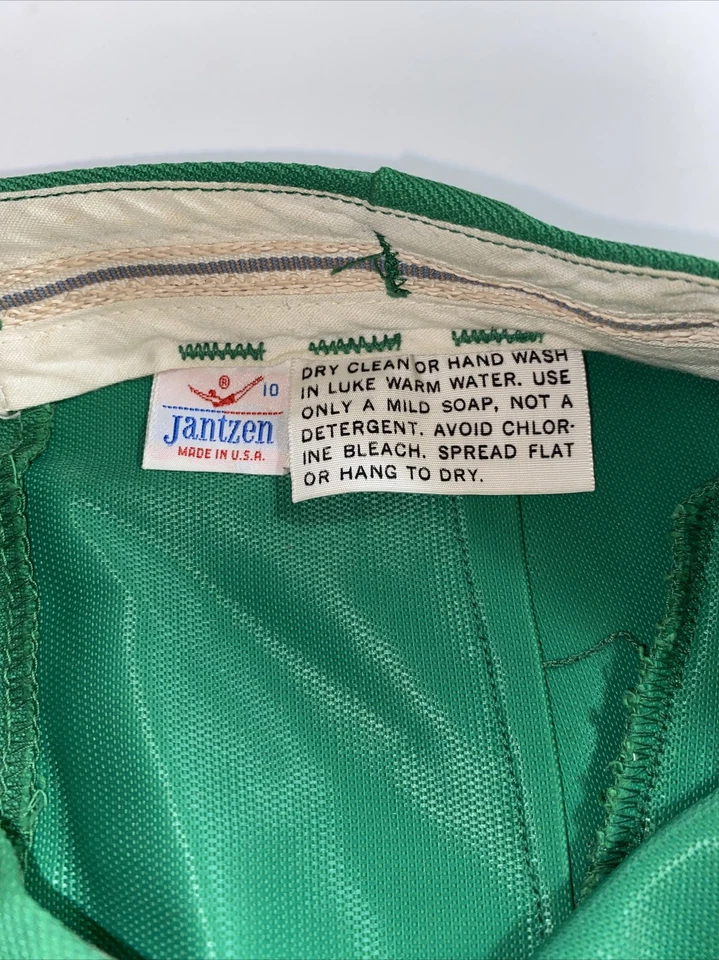 ® 10
Jantzen
MADE IN U.S.A.
DRY CLEAN OR HAND WASH
IN LUKE WARM WATER. USE
ONLY A MILD SOAP, NOT A
DETERGENT. AVOID CHLOR-
INE BLEACH. SPREAD FLAT
OR HANG TO DRY.